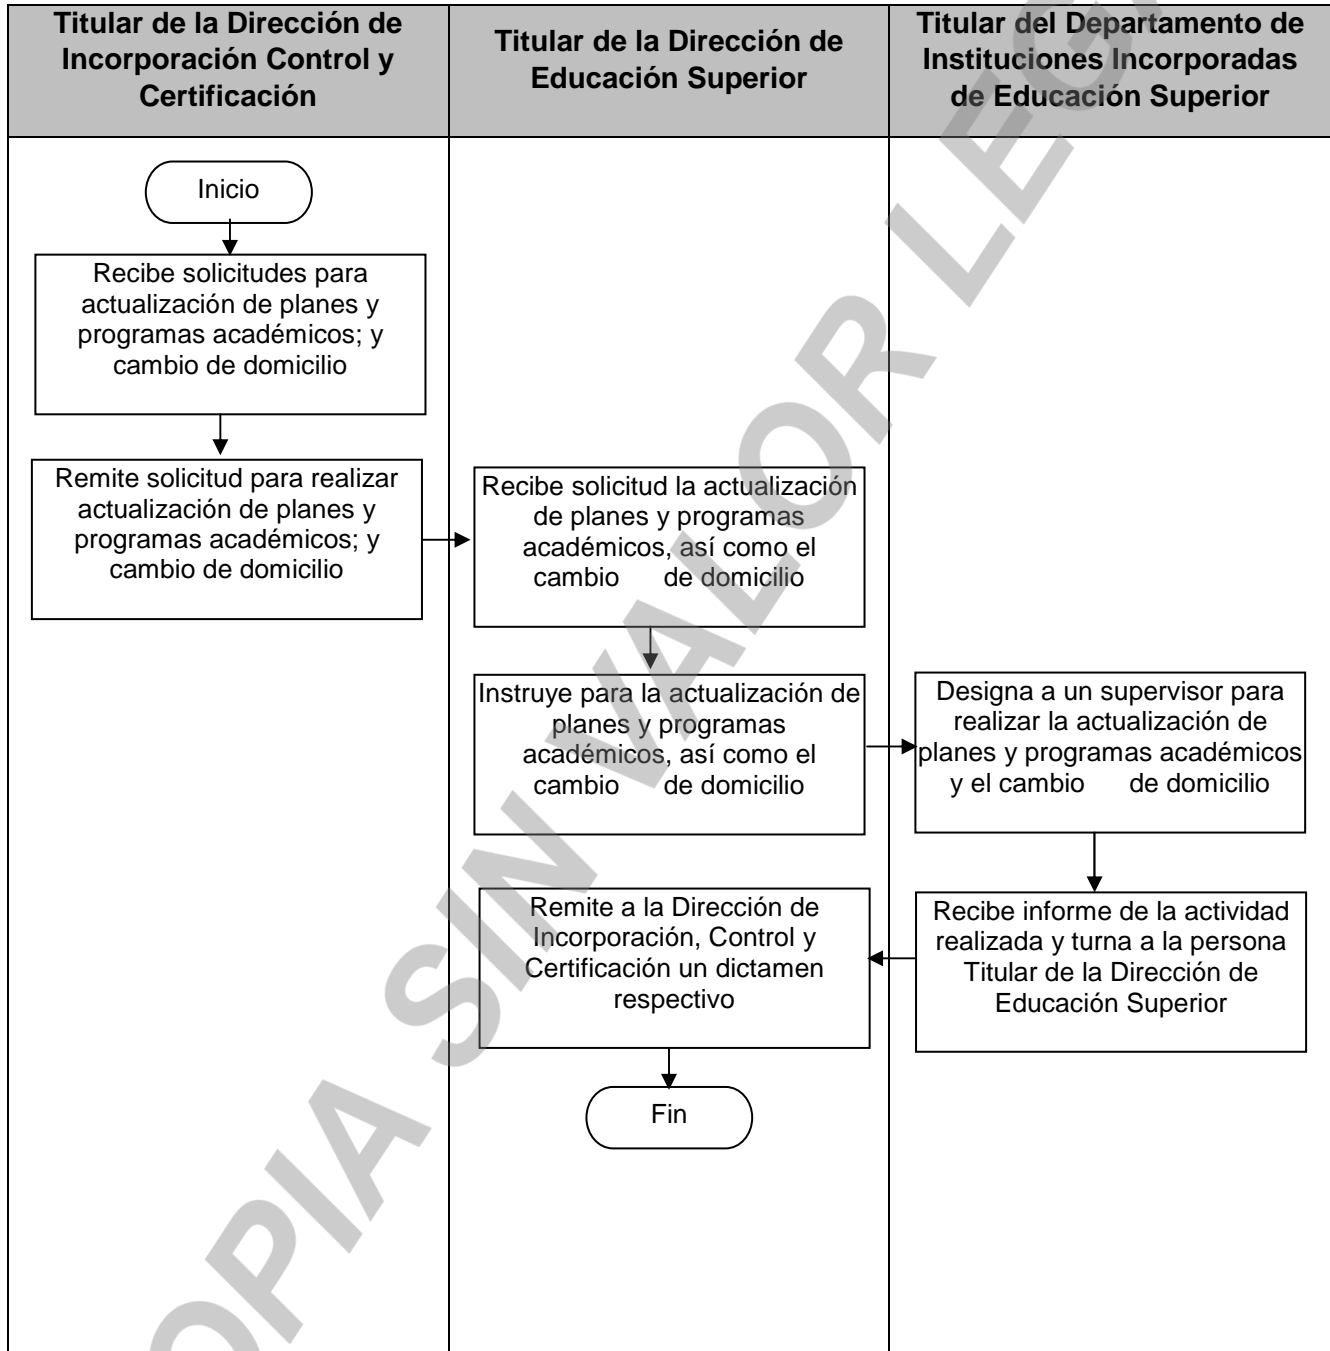 Titular de la Dirección de
Incorporación Control y
Certificación
Titular de la Dirección de
Educación Superior
Titular del Departamento de
Instituciones Incorporadas
de Educación Superior
Inicio
Recibe solicitudes para
actualización de planes y
programas académicos; y
cambio de domicilio
Remite solicitud para realizar
actualización de planes y
programas académicos; y
cambio de domicilio
Recibe solicitud la actualización
de planes y programas
académicos, así como el
cambio de domicilio
Instruye para la actualización de
planes y programas
académicos, así como el
cambio de domicilio
Designa a un supervisor para
realizar la actualización de
planes y programas académicos
y el cambio de domicilio
Recibe informe de la actividad
realizada y turna a la persona
Titular de la Dirección de
Educación Superior
Remite a la Dirección de
Incorporación, Control y
Certificación un dictamen
respectivo
Fin
OPIA SIN VALOR LEGA